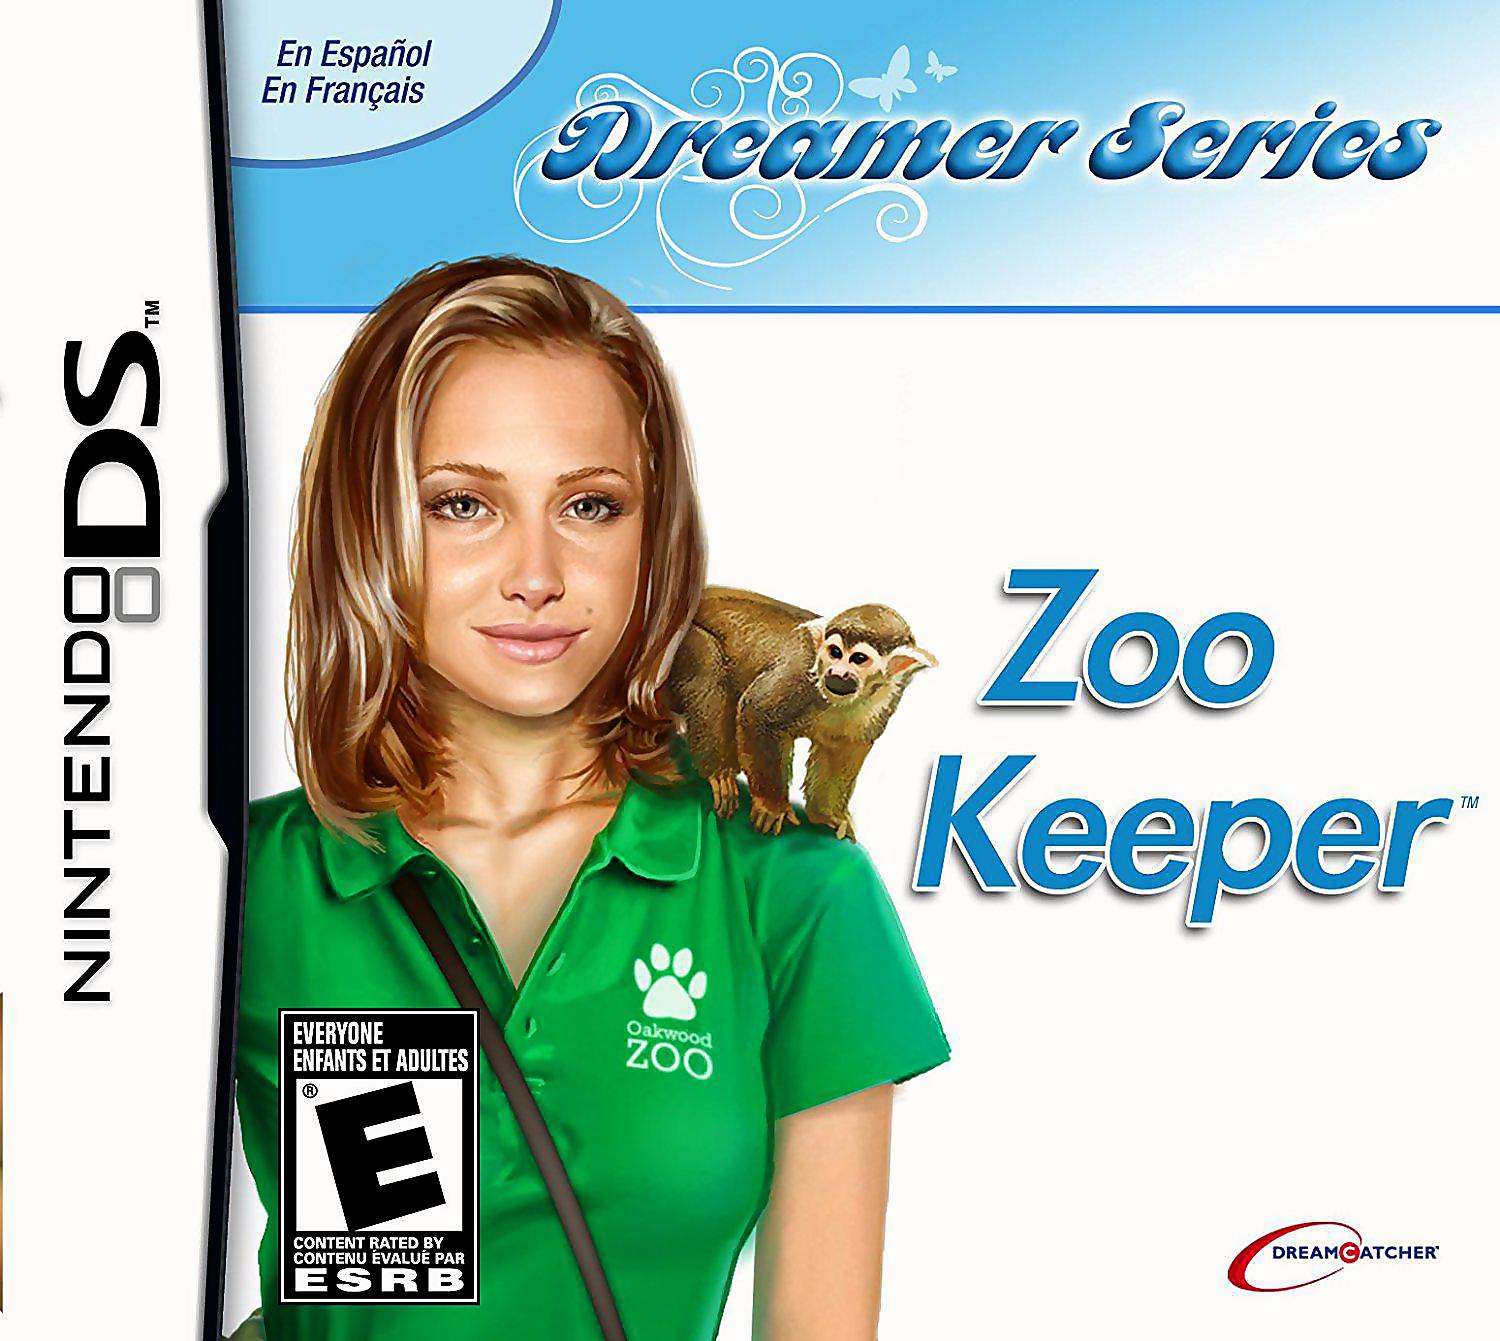 En Español
En Français
Dreamer Series
NINTENDO DS™
Zoo
Keeper™
Oakwood
ZOO
EVERYONE
ENFANTS ET ADULTES
®
E
CONTENT RATED BY
CONTENU ÉVALUÉ PAR
ESRB
DREAMCATCHER